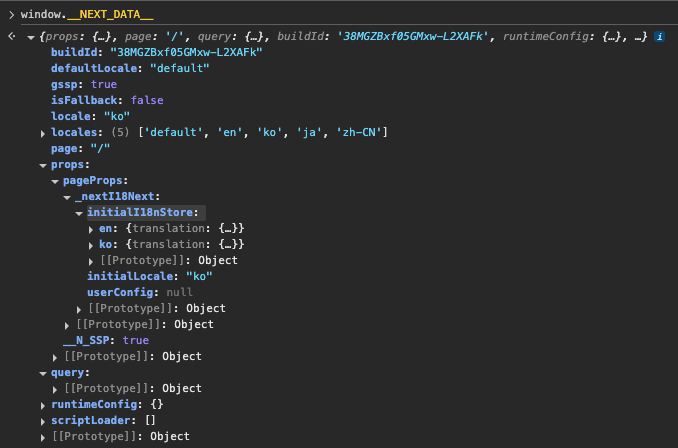 > window.__NEXT_DATA__
{props: {…}, page: '/', query: {…}, buildId: '38MGZBxf05GMxw-L2XAFk', runtimeConfig: {…}, …} i
buildId: "38MGZBxf05GMxw-L2XAFk"
defaultLocale: "default"
gssp: true
isFallback: false
locale: "ko"
locales: (5) ['default', 'en', 'ko', 'ja', 'zh-CN']
page: "/"
props:
pageProps:
_nextI18Next:
initialI18nStore:
en: {translation: {…}}
ko: {translation: {…}}
[[Prototype]]: Object
initialLocale: "ko"
userConfig: null
[[Prototype]]: Object
[[Prototype]]: Object
__N_SSP: true
[[Prototype]]: Object
query:
[[Prototype]]: Object
runtimeConfig: {}
scriptLoader: []
[[Prototype]]: Object